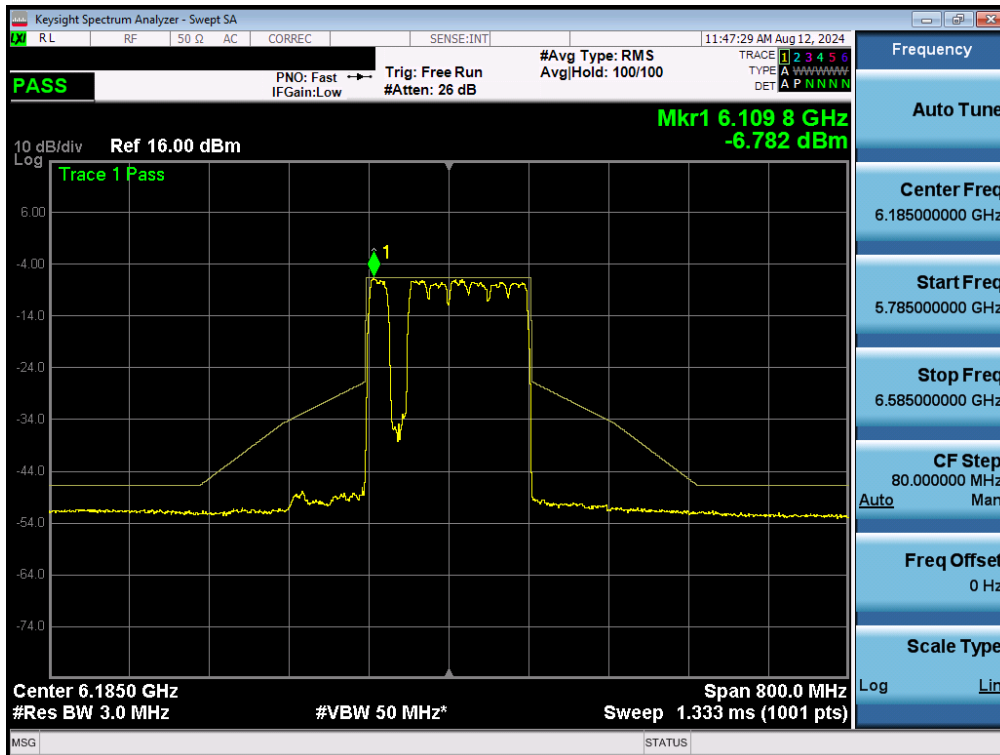 Keysight Spectrum Analyzer - Swept SA
LXI RL RF 50 Ω AC CORREC SENSE:INT 11:47:29 AM Aug 12, 2024
PASS
PNO: Fast
IFGain:Low
Trig: Free Run
#Atten: 26 dB
#Avg Type: RMS
Avg|Hold: 100/100
TRACE 1 2 3 4 5 6
TYPE A WWWWW
DET A P N N N N
Mkr1 6.109 8 GHz
-6.782 dBm
10 dB/div Ref 16.00 dBm
Log
Trace 1 Pass
1
6.00
-4.00
-14.0
-24.0
-34.0
-44.0
-54.0
-64.0
-74.0
Center 6.1850 GHz Span 800.0 MHz
#Res BW 3.0 MHz #VBW 50 MHz* Sweep 1.333 ms (1001 pts)
MSG STATUS
Frequency
Auto Tune
Center Freq
6.185000000 GHz
Start Freq
5.785000000 GHz
Stop Freq
6.585000000 GHz
CF Step
80.000000 MHz
Auto Man
Freq Offset
0 Hz
Scale Type
Log Lin